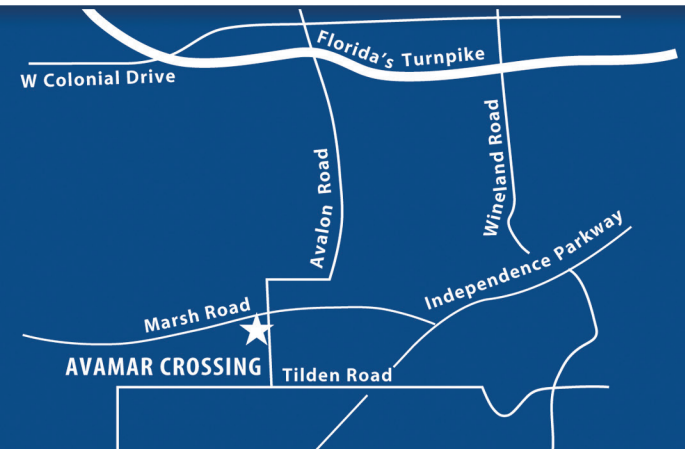 Florida's Turnpike
W Colonial Drive
Avalon Road
Wineland Road
Independence Parkway
Marsh Road
AVAMAR CROSSING
Tilden Road